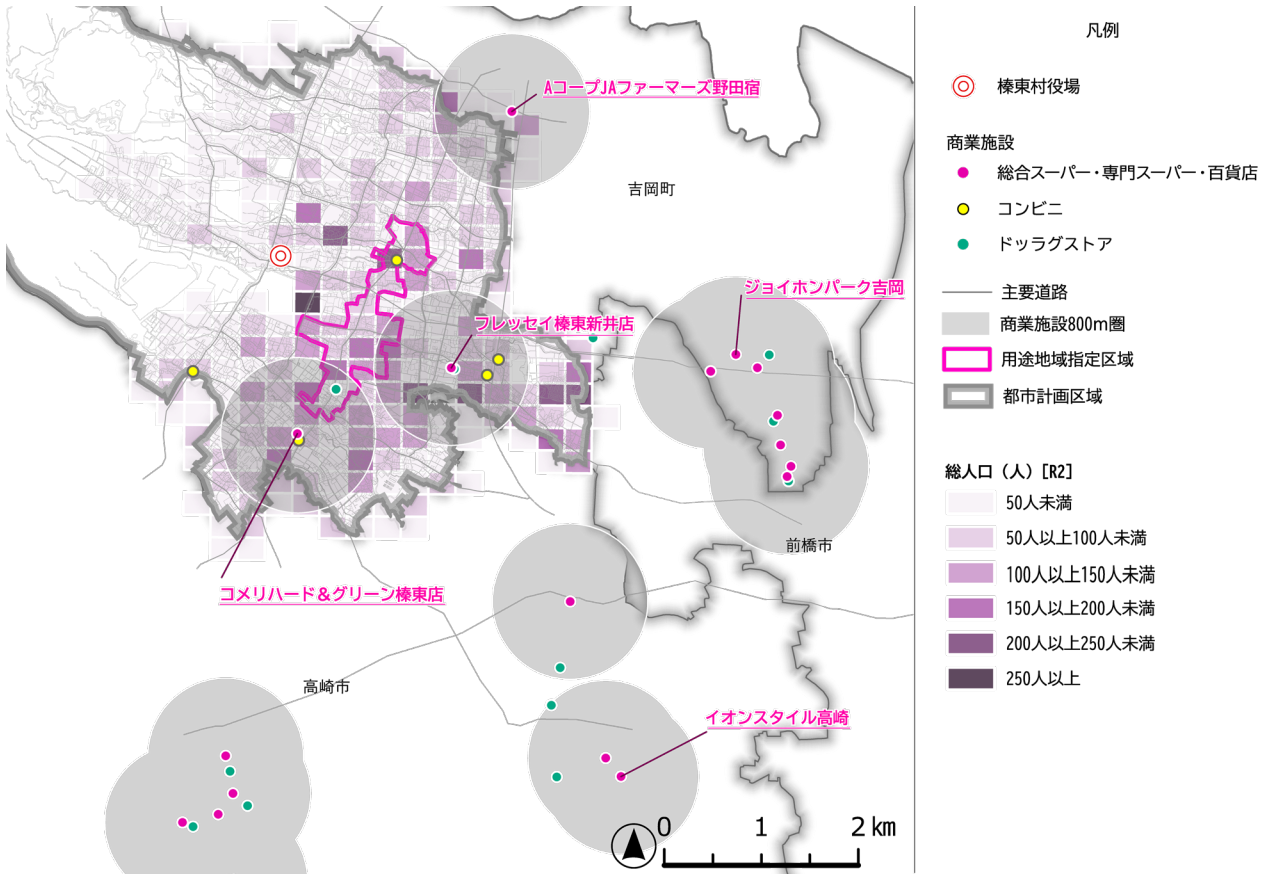 AコープJAファーマーズ野田宿
吉岡町
ジョイホンパーク吉岡
フレッセイ榛東新井店
前橋市
コメリハード＆グリーン榛東店
高崎市
イオンスタイル高崎
0 1 2 km
凡例
榛東村役場
商業施設
総合スーパー・専門スーパー・百貨店
コンビニ
ドッラグストア
主要道路
商業施設800m圏
用途地域指定区域
都市計画区域
総人口（人）[R2]
50人未満
50人以上100人未満
100人以上150人未満
150人以上200人未満
200人以上250人未満
250人以上